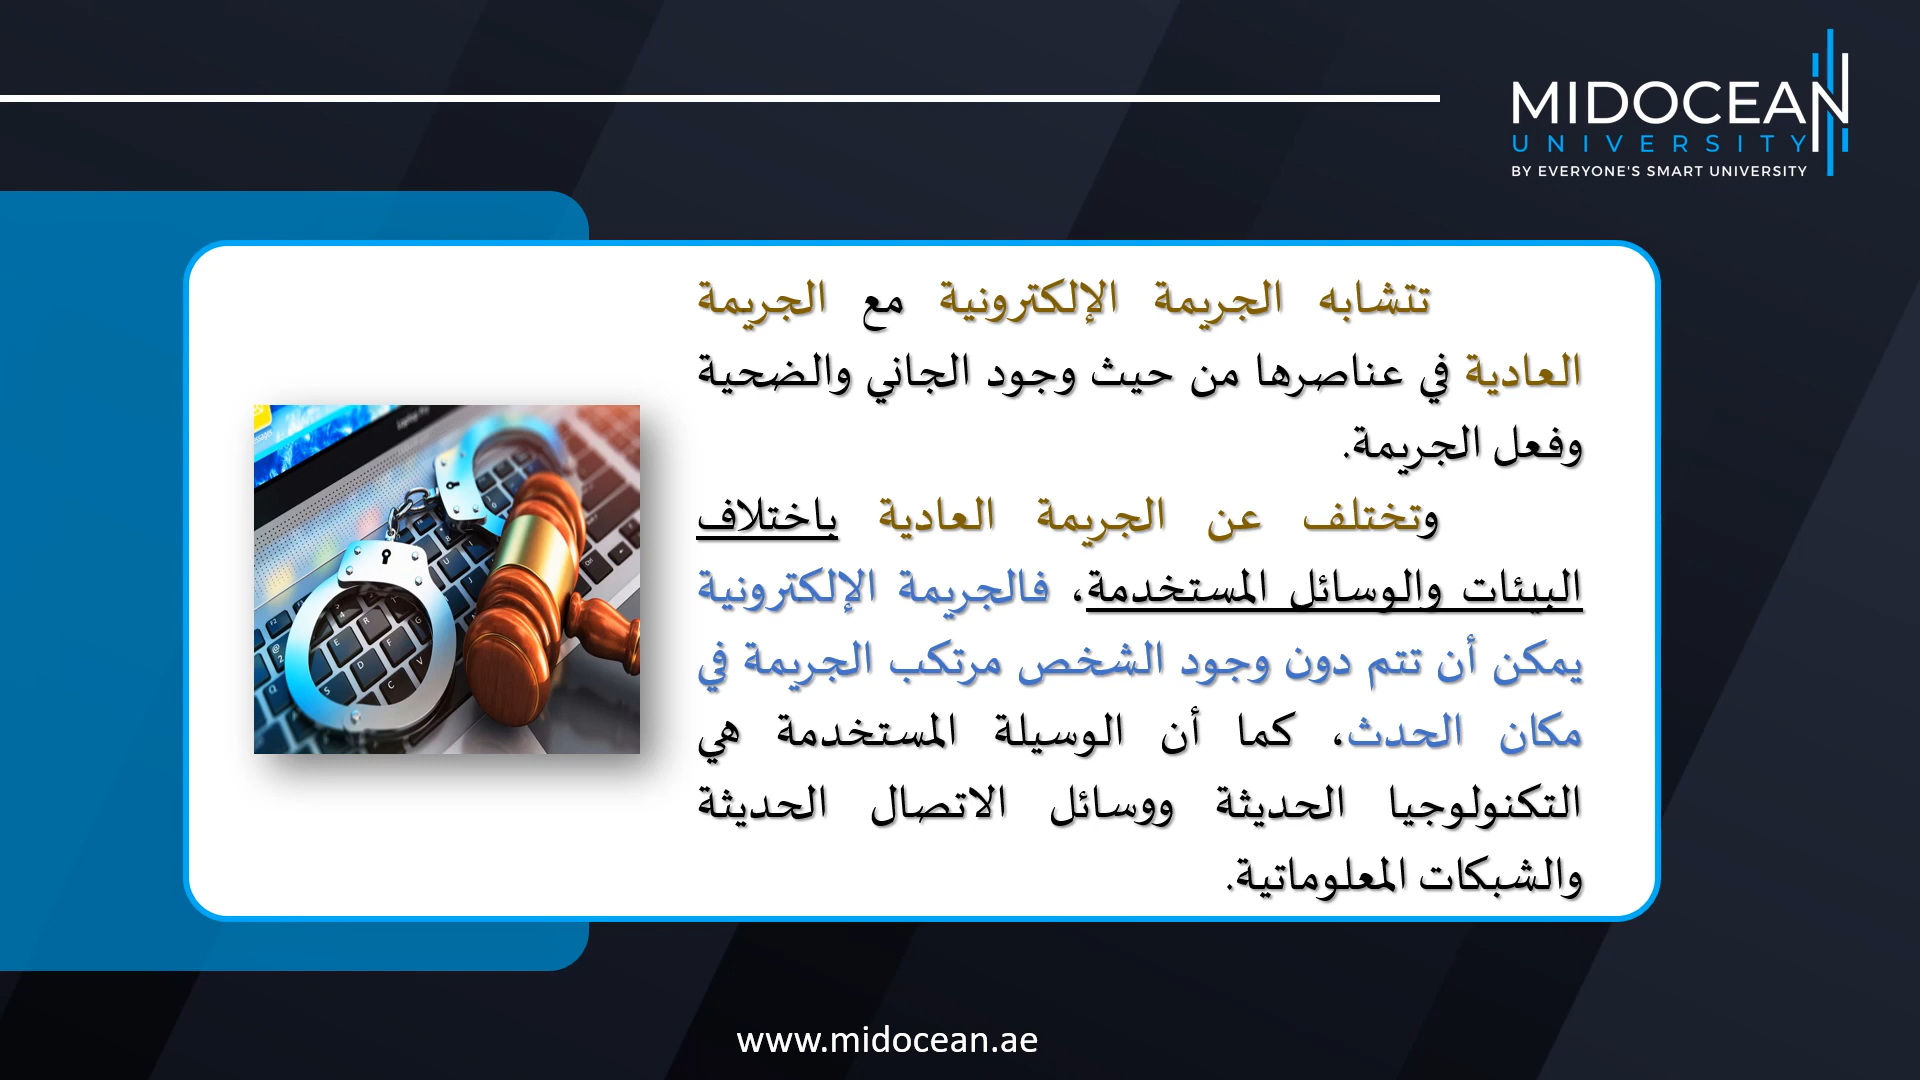 MIDOCEAN
UNIVERSITY
BY EVERYONE'S SMART UNIVERSITY
تتشابه الجريمة الإلكترونية مع الجريمة
العادية في عناصرها من حيث وجود الجاني والضحية
وفعل الجريمة.
وتختلف عن الجريمة العادية باختلاف
البيئات والوسائل المستخدمة، فالجريمة الإلكترونية
يمكن أن تتم دون وجود الشخص مرتكب الجريمة في
مكان الحدث، كما أن الوسيلة المستخدمة هي
التكنولوجيا الحديثة ووسائل الاتصال الحديثة
والشبكات المعلوماتية.
www.midocean.ae